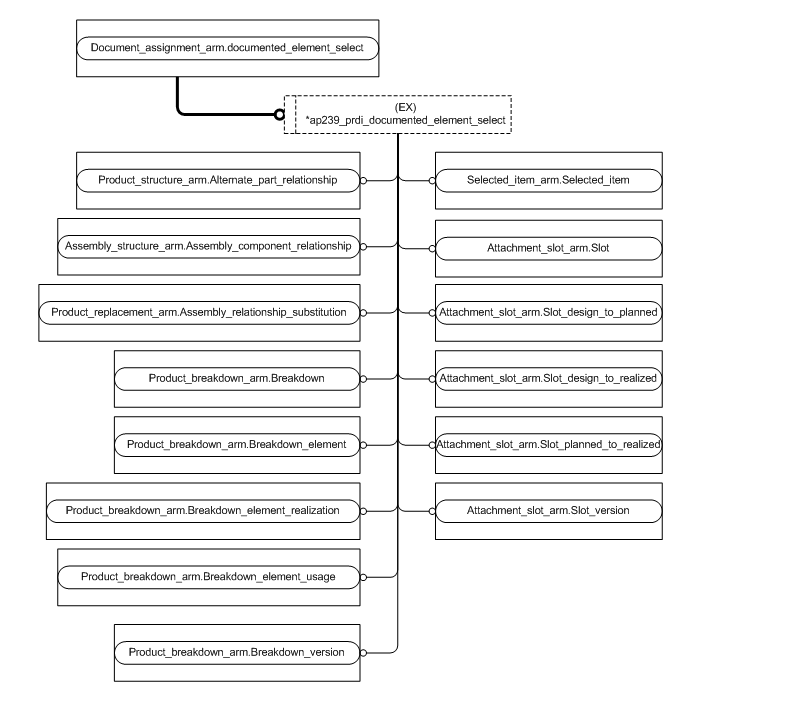 Document_assignment_arm.documented_element_select
(EX)
*ap239_prdi_documented_element_select
Product_structure_arm.Alternate_part_relationship
Selected_item_arm.Selected_item
Assembly_structure_arm.Assembly_component_relationship
Attachment_slot_arm.Slot
Product_replacement_arm.Assembly_relationship_substitution
Attachment_slot_arm.Slot_design_to_planned
Product_breakdown_arm.Breakdown
Attachment_slot_arm.Slot_design_to_realized
Product_breakdown_arm.Breakdown_element
Attachment_slot_arm.Slot_planned_to_realized
Product_breakdown_arm.Breakdown_element_realization
Attachment_slot_arm.Slot_version
Product_breakdown_arm.Breakdown_element_usage
Product_breakdown_arm.Breakdown_version